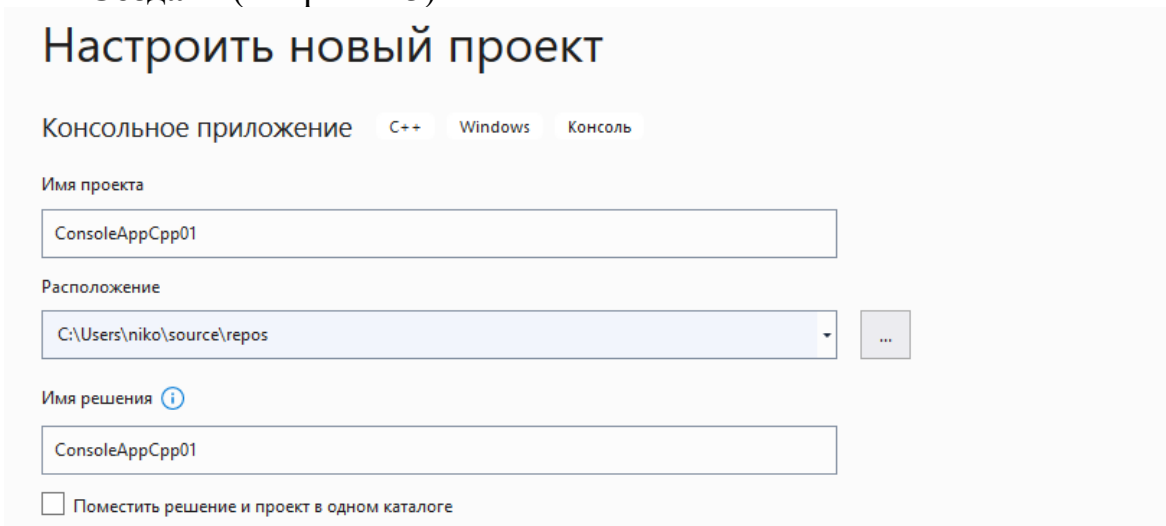 Настроить новый проект
Консольное приложение C++ Windows Консоль
Имя проекта
ConsoleAppCpp01
Расположение
C:\Users\niko\source\repos
...
Имя решения
ConsoleAppCpp01
Поместить решение и проект в одном каталоге